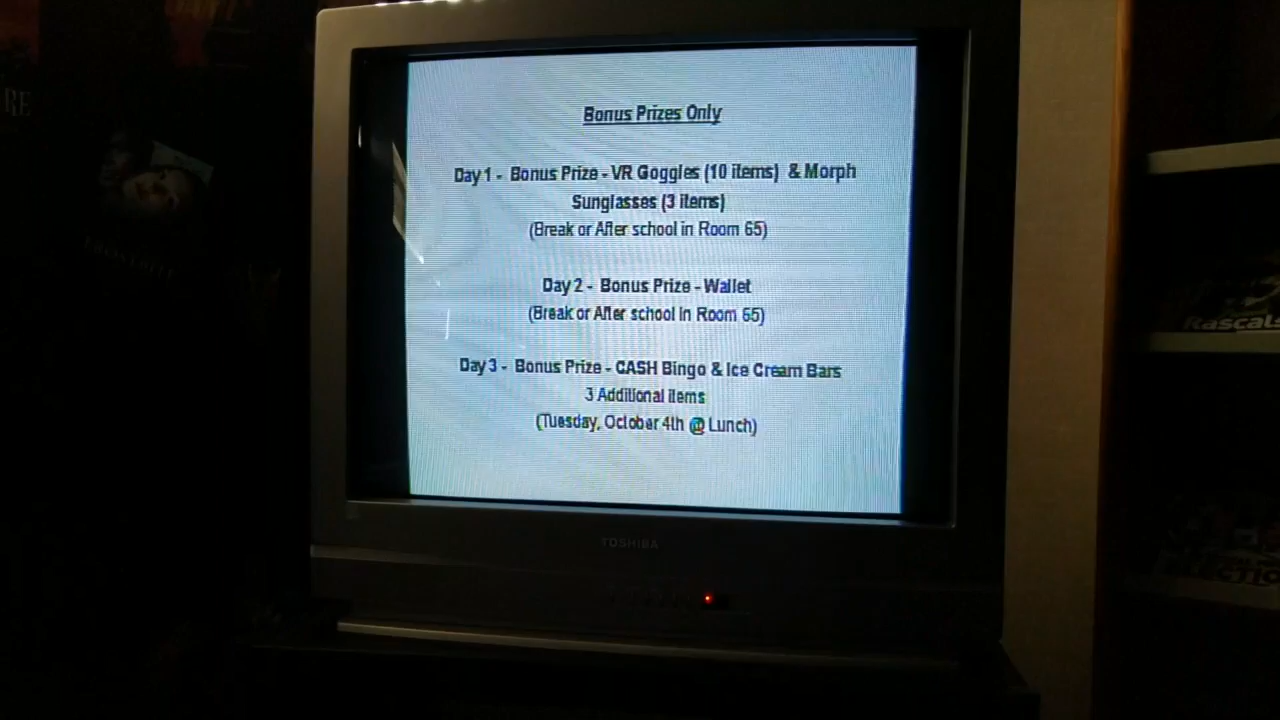 Bonus Prizes Only
Day 1 - Bonus Prize - VR Goggles (10 items) & Morph
Sunglasses (3 items)
(Break or After school in Room 65)
Day 2 - Bonus Prize - Wallet
(Break or After school in Room 65)
Day 3 - Bonus Prize - CASH Bingo & Ice Cream Bars
3 Additional items
(Tuesday, October 4th @ Lunch)
TOSHIBA
RE
Rascal